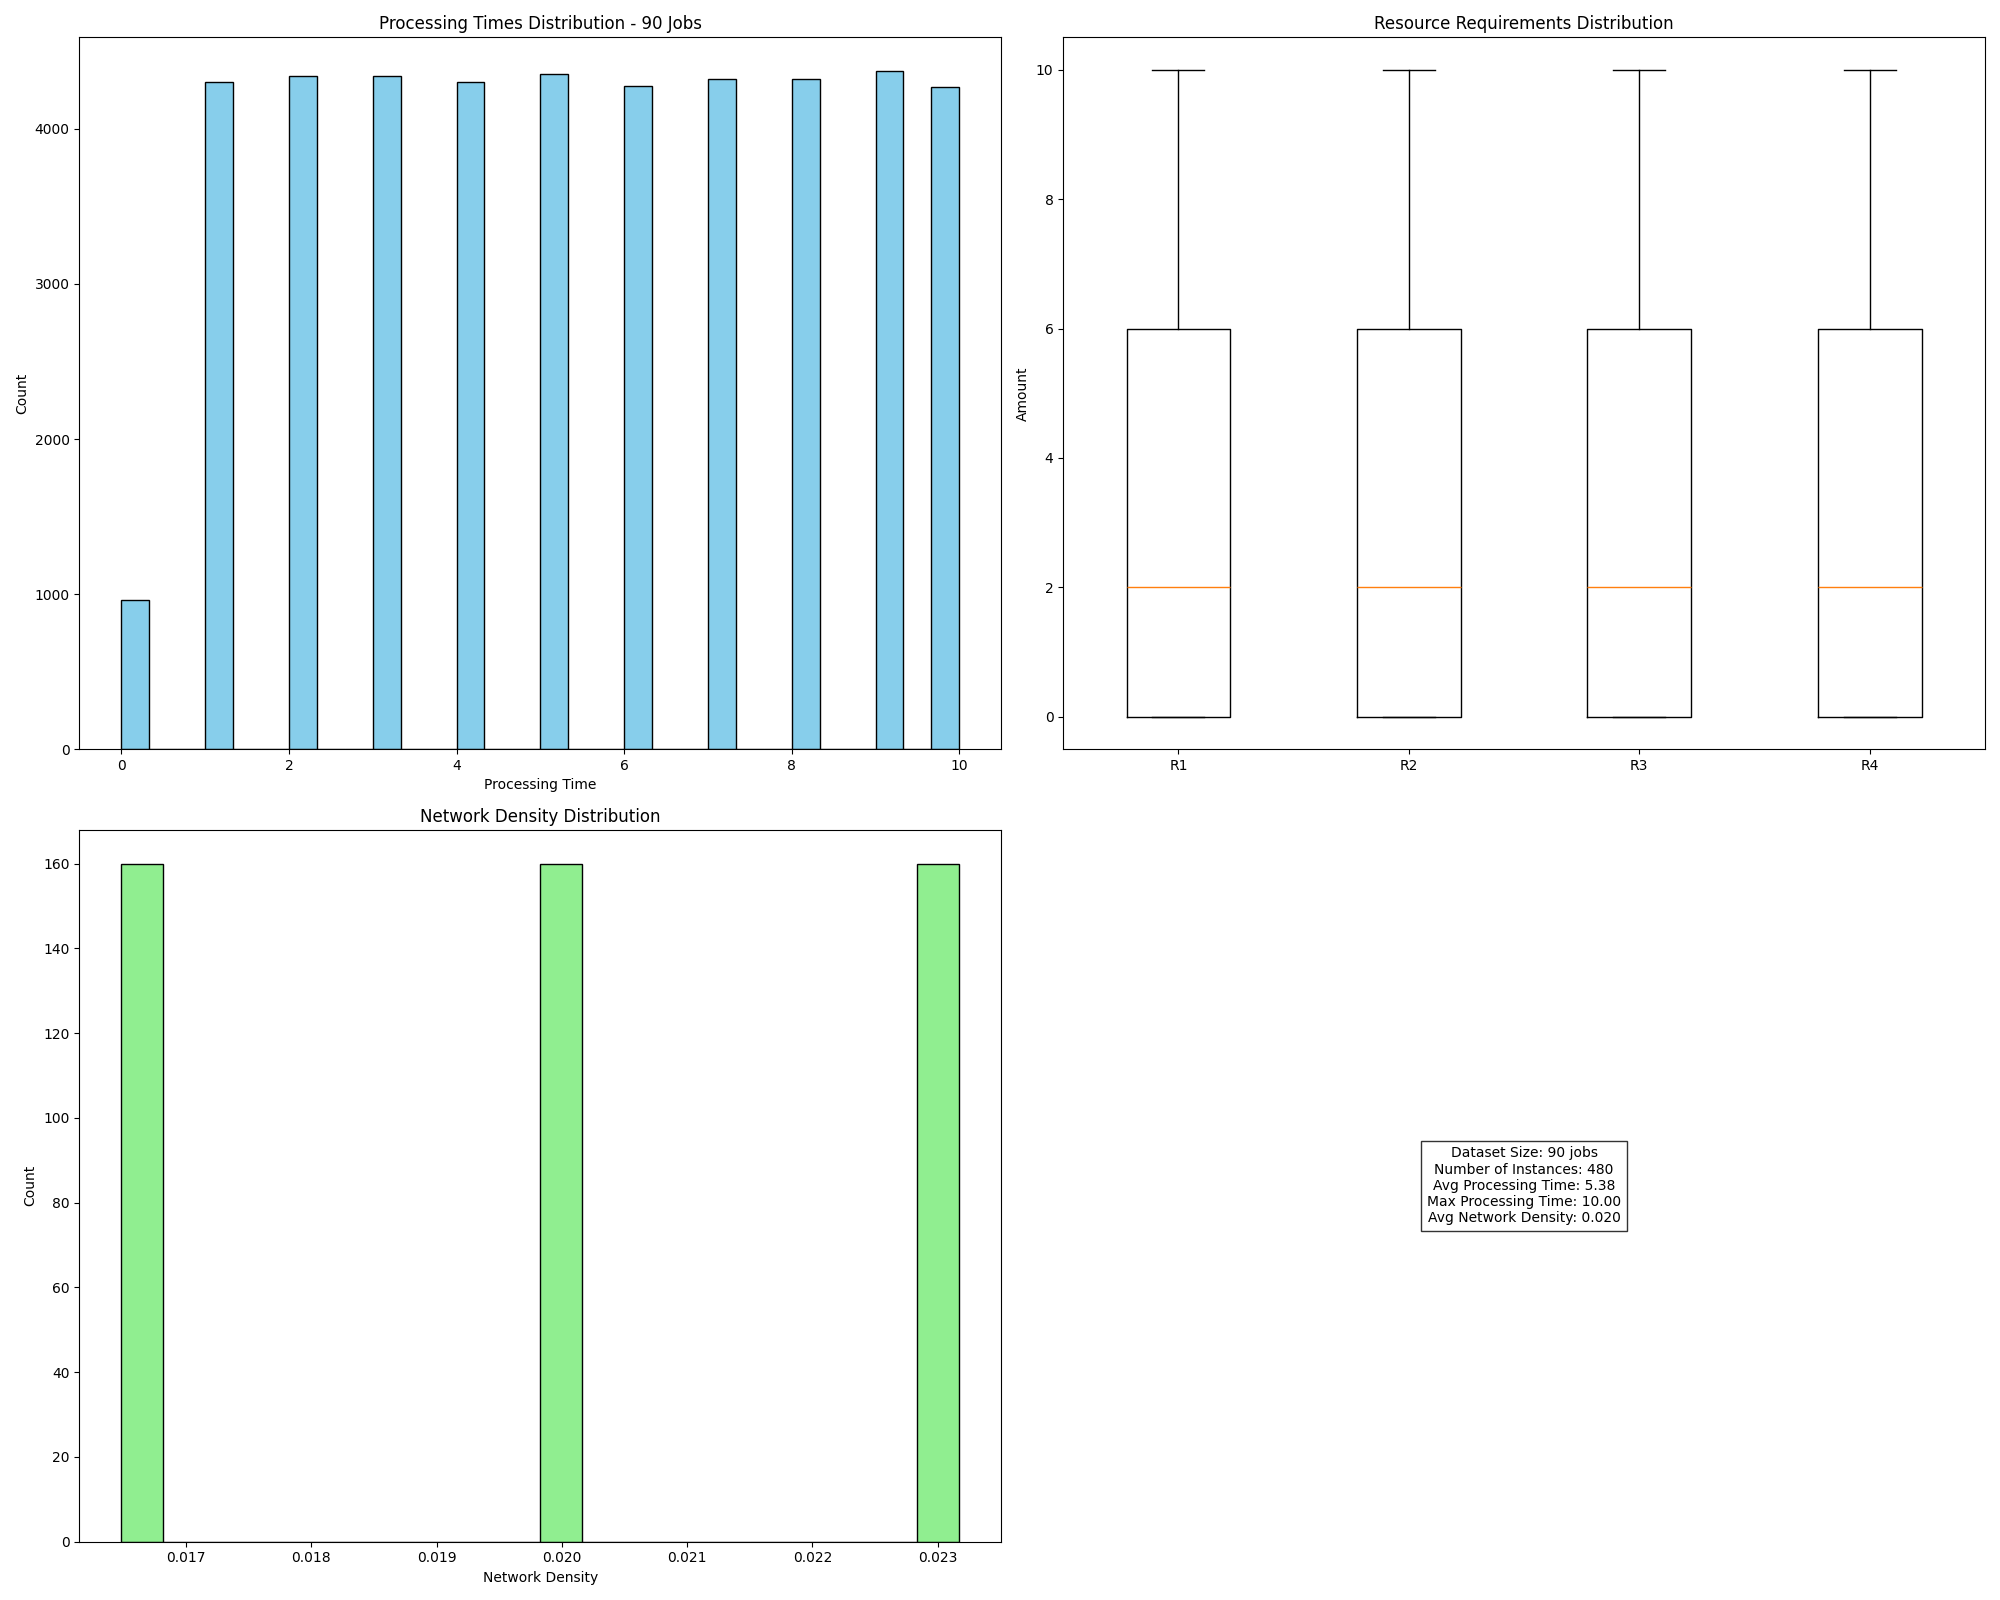 Processing Times Distribution - 90 Jobs
Count
4000
3000
2000
1000
0
0 2 4 6 8 10
Processing Time
Resource Requirements Distribution
Amount
10
8
6
4
2
0
R1 R2 R3 R4
Network Density Distribution
Count
160
140
120
100
80
60
40
20
0
0.017 0.018 0.019 0.020 0.021 0.022 0.023
Network Density
Dataset Size: 90 jobs
Number of Instances: 480
Avg Processing Time: 5.38
Max Processing Time: 10.00
Avg Network Density: 0.020